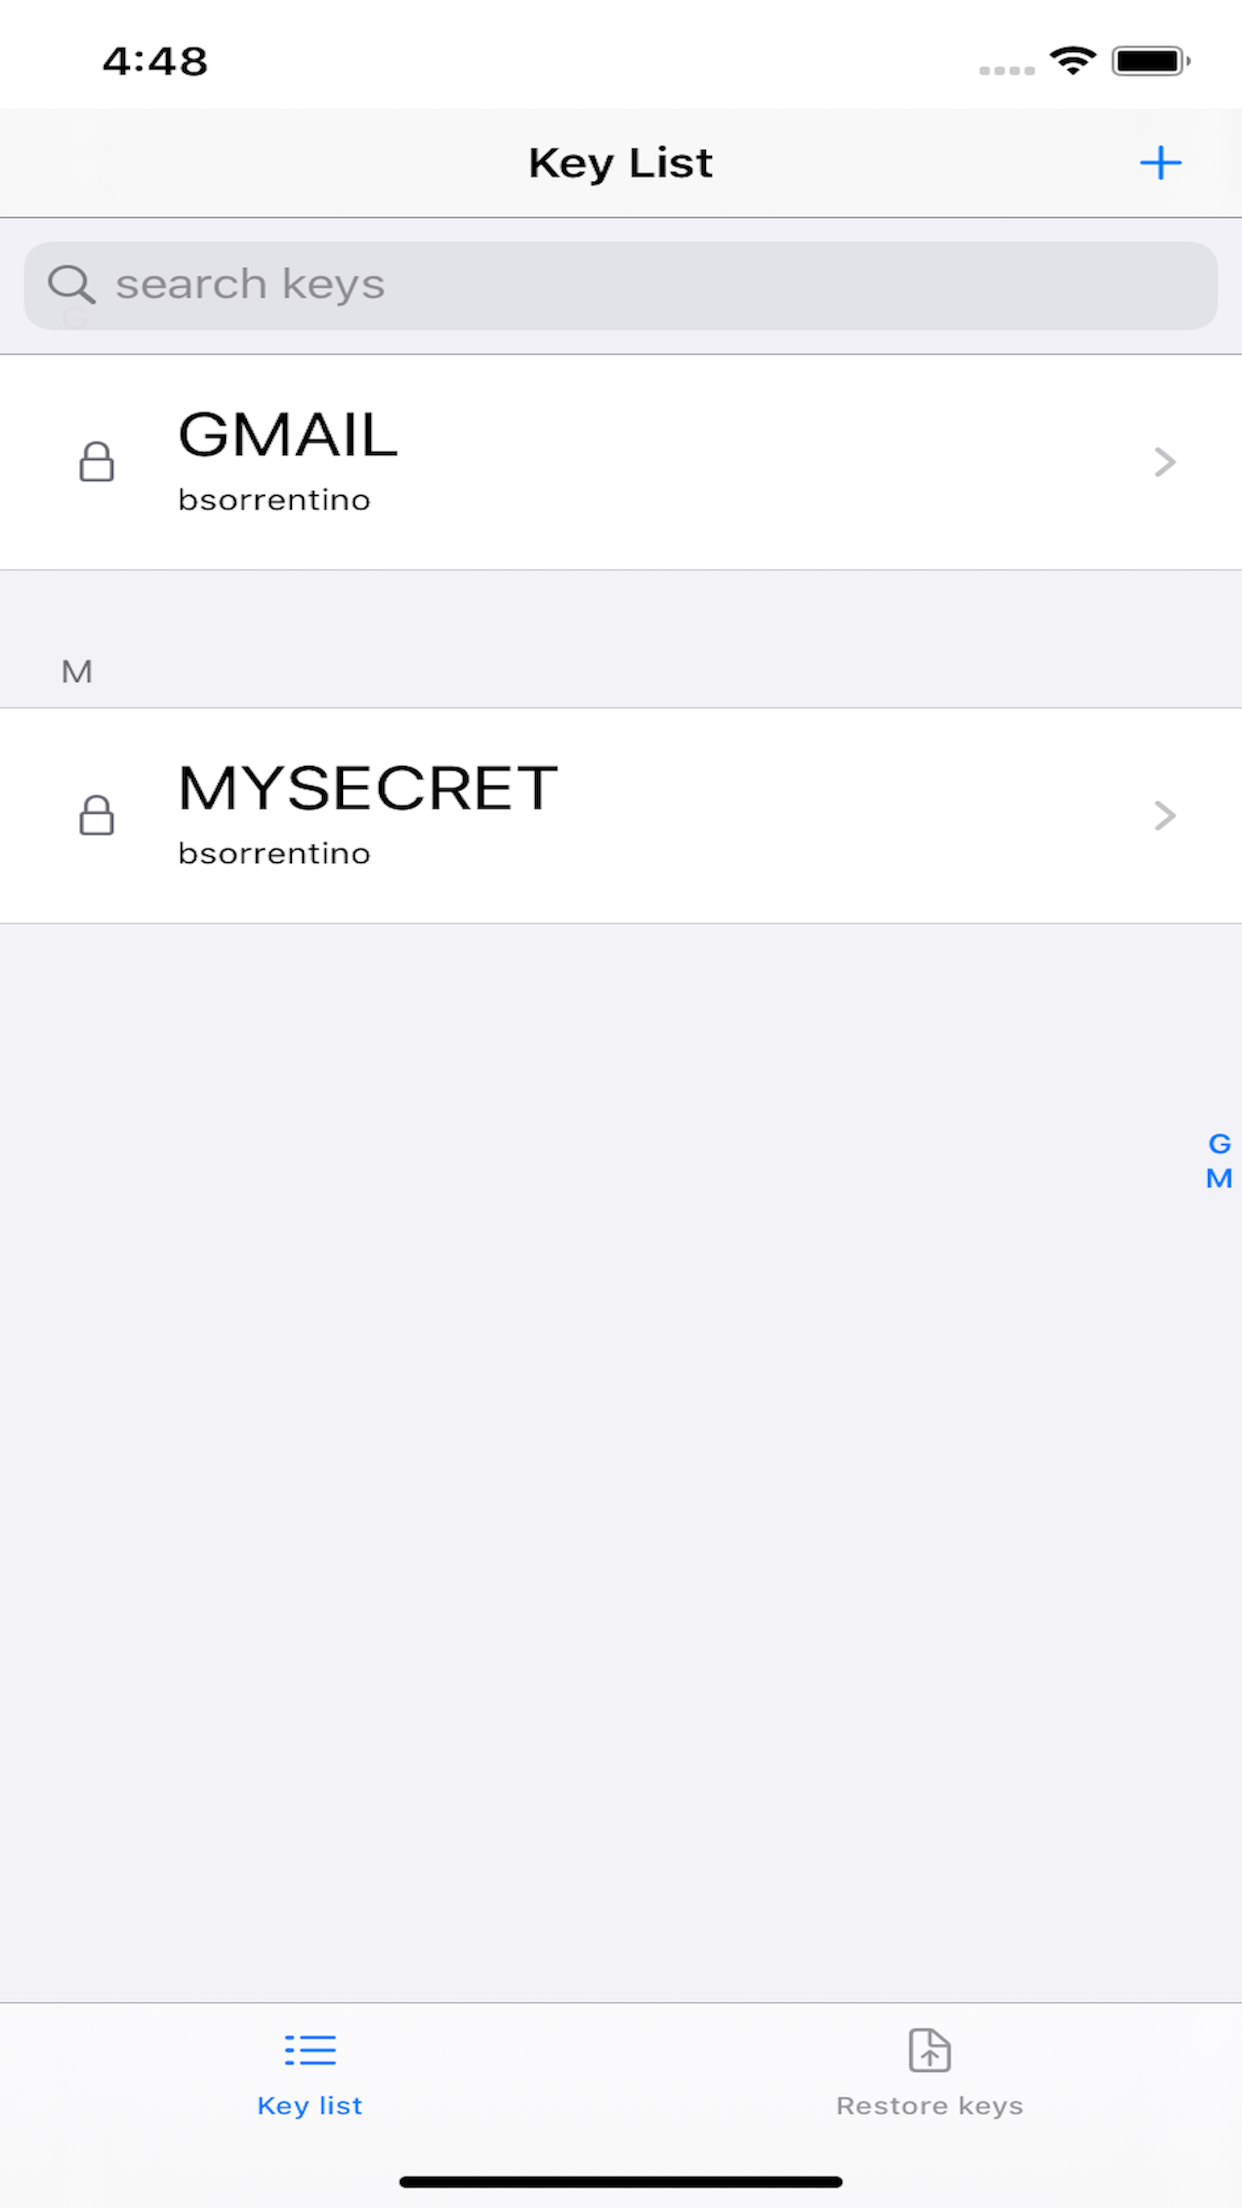 4:48
Key List
search keys
G
GMAIL
bsorrentino
M
MYSECRET
bsorrentino
G
M
Key list
Restore keys